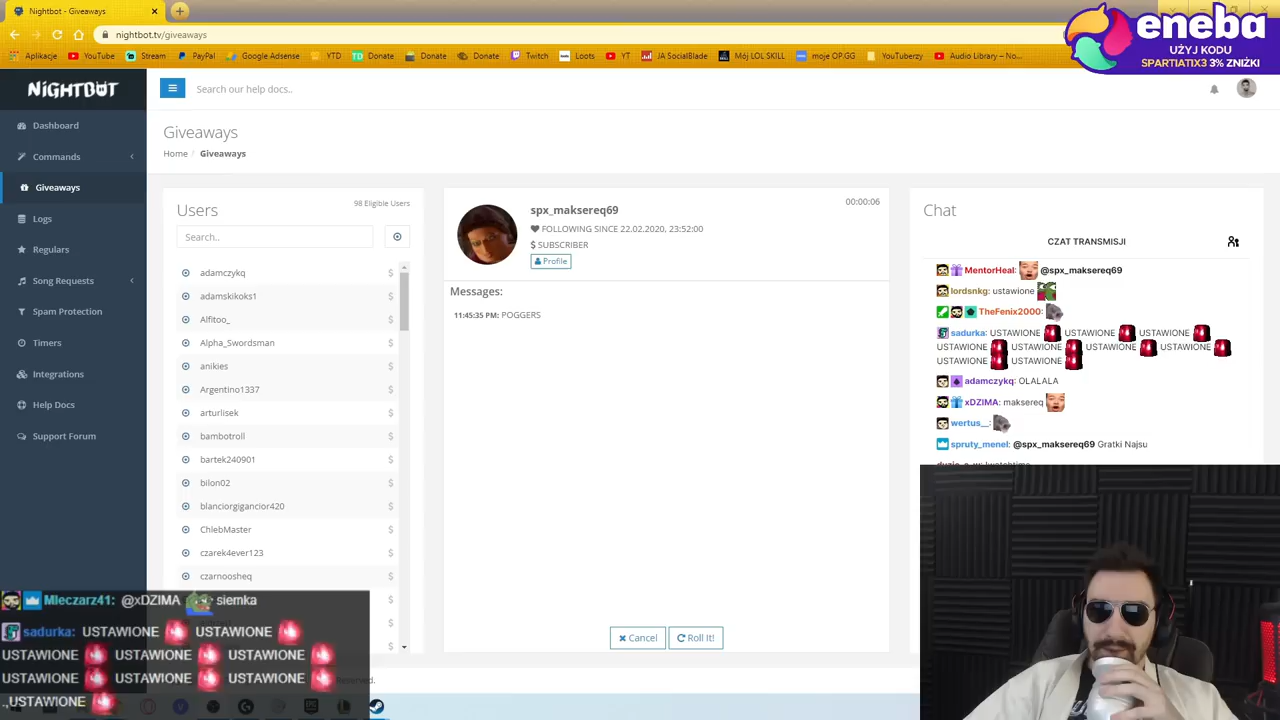 Giveaways - Nightbot
nightbot.tv/giveaways
Aplikacje
YouTube
Stream
PayPal
Google Adsense
YTD
Donate
Donate
Donate
Twitch
Loots
YT
JA SocialBlade
Mój LOL SKILL
moje OP.GG
YouTuberzy
Audio Library – No...
eneba
UŻYJ KODU
SPARTIATIX3 3% ZNIŻKI
NIGHTBOT
Search our help docs..
Dashboard
Commands
Giveaways
Logs
Regulars
Song Requests
Spam Protection
Timers
Integrations
Help Docs
Support Forum
Giveaways
Home / Giveaways
Users
98 Eligible Users
Search..
adamczykq $
adamskikoks1 $
Alfitoo_ $
Alpha_Swordsman $
anikies $
Argentino1337 $
arturlisek $
bambotroll $
bartek240901 $
bilon02 $
blanciorgigancior420 $
ChlebMaster $
czarek4ever123 $
czarnoosheq $
$
$
$
spx_maksereq69
00:00:06
FOLLOWING SINCE 22.02.2020, 23:52:00
$ SUBSCRIBER
Profile
Messages:
11:45:35 PM: POGGERS
Cancel
Roll It!
Chat
CZAT TRANSMISJI
MentorHeal: @spx_maksereq69
lordsnkg: ustawione
TheFenix2000:
sadurka: USTAWIONE USTAWIONE USTAWIONE
USTAWIONE USTAWIONE USTAWIONE USTAWIONE
USTAWIONE USTAWIONE
adamczykq: OLALALA
xDZIMA: maksereq
wertus__:
spruty_menel: @spx_maksereq69 Gratki Najsu
Mleczarz41: @xDZIMA siemka
sadurka: USTAWIONE USTAWIONE
USTAWIONE USTAWIONE
USTAWIONE USTAWIONE
USTAWIONE
Reserved.